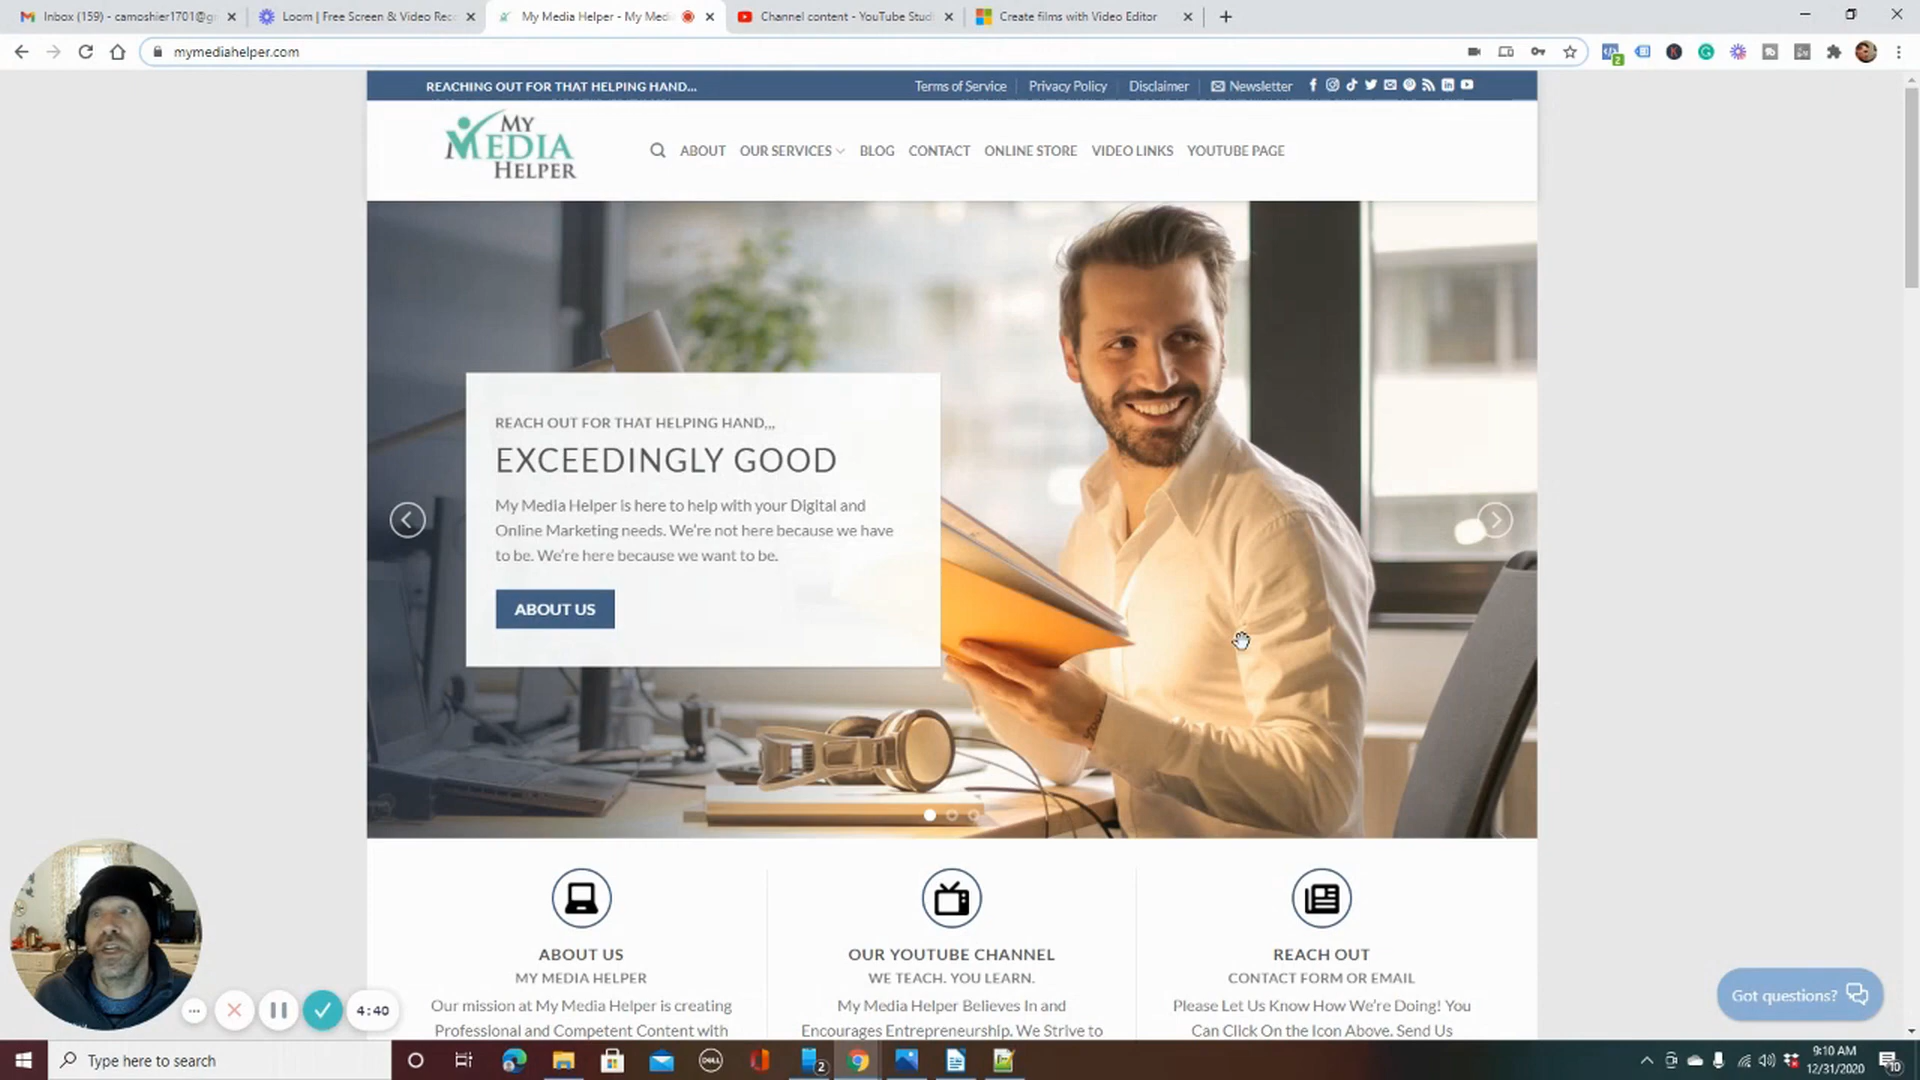 Inbox (159) - camoshier1701@g
Loom | Free Screen & Video Rec
My Media Helper - My Medi
Channel content - YouTube Stud
Create films with Video Editor
mymediahelper.com
2
REACHING OUT FOR THAT HELPING HAND...
Terms of Service
Privacy Policy
Disclaimer
Newsletter
MY MEDIA HELPER
ABOUT
OUR SERVICES
BLOG
CONTACT
ONLINE STORE
VIDEO LINKS
YOUTUBE PAGE
REACH OUT FOR THAT HELPING HAND,,,
EXCEEDINGLY GOOD
My Media Helper is here to help with your Digital and
Online Marketing needs. We're not here because we have
to be. We're here because we want to be.
ABOUT US
ABOUT US
MY MEDIA HELPER
Our mission at My Media Helper is creating
Professional and Competent Content with
OUR YOUTUBE CHANNEL
WE TEACH. YOU LEARN.
My Media Helper Believes In and
Encourages Entrepreneurship. We Strive to
REACH OUT
CONTACT FORM OR EMAIL
Please Let Us Know How We're Doing! You
Can Click On the Icon Above. Send Us
Got questions?
4:40
Type here to search
DELL
2
9:10 AM
12/31/2020
10